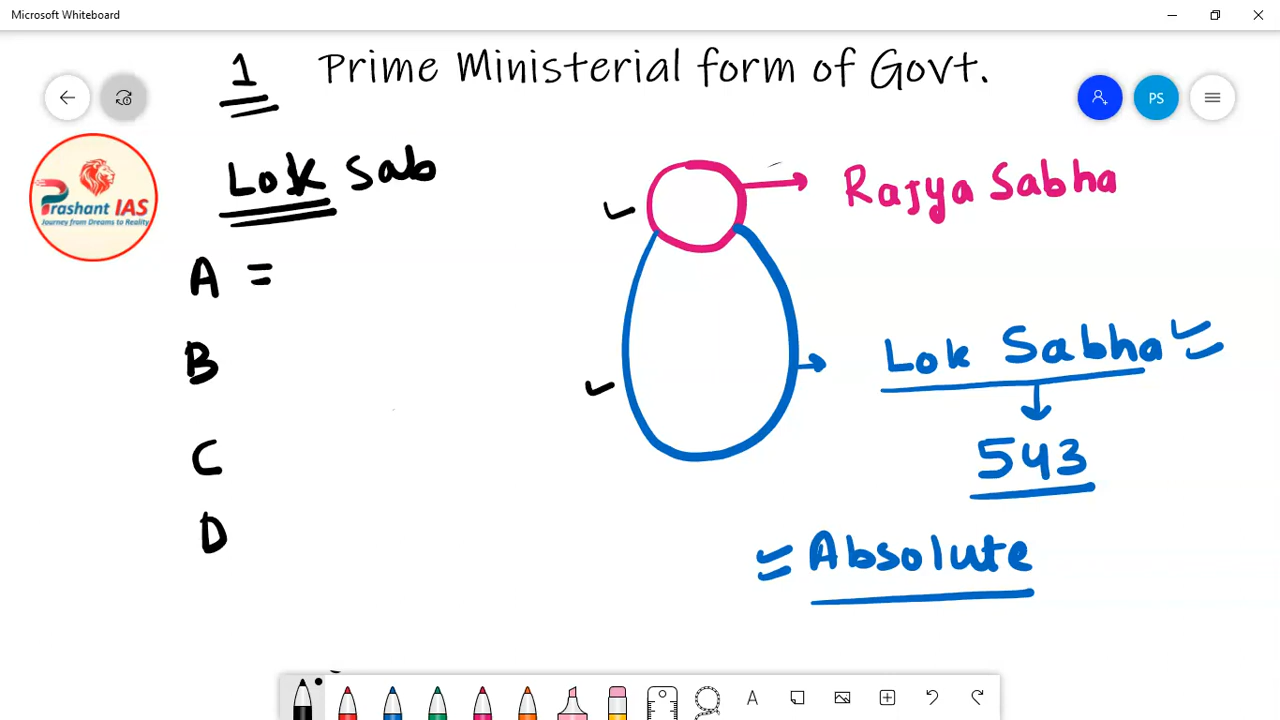 Microsoft Whiteboard
1 Prime Ministerial form of Govt.
PS
Prashant IAS
Journey from Dreams to Reality
Lok Sab
Rajya Sabha
A =
B
Lok Sabha
543
C
D
= Absolute
A